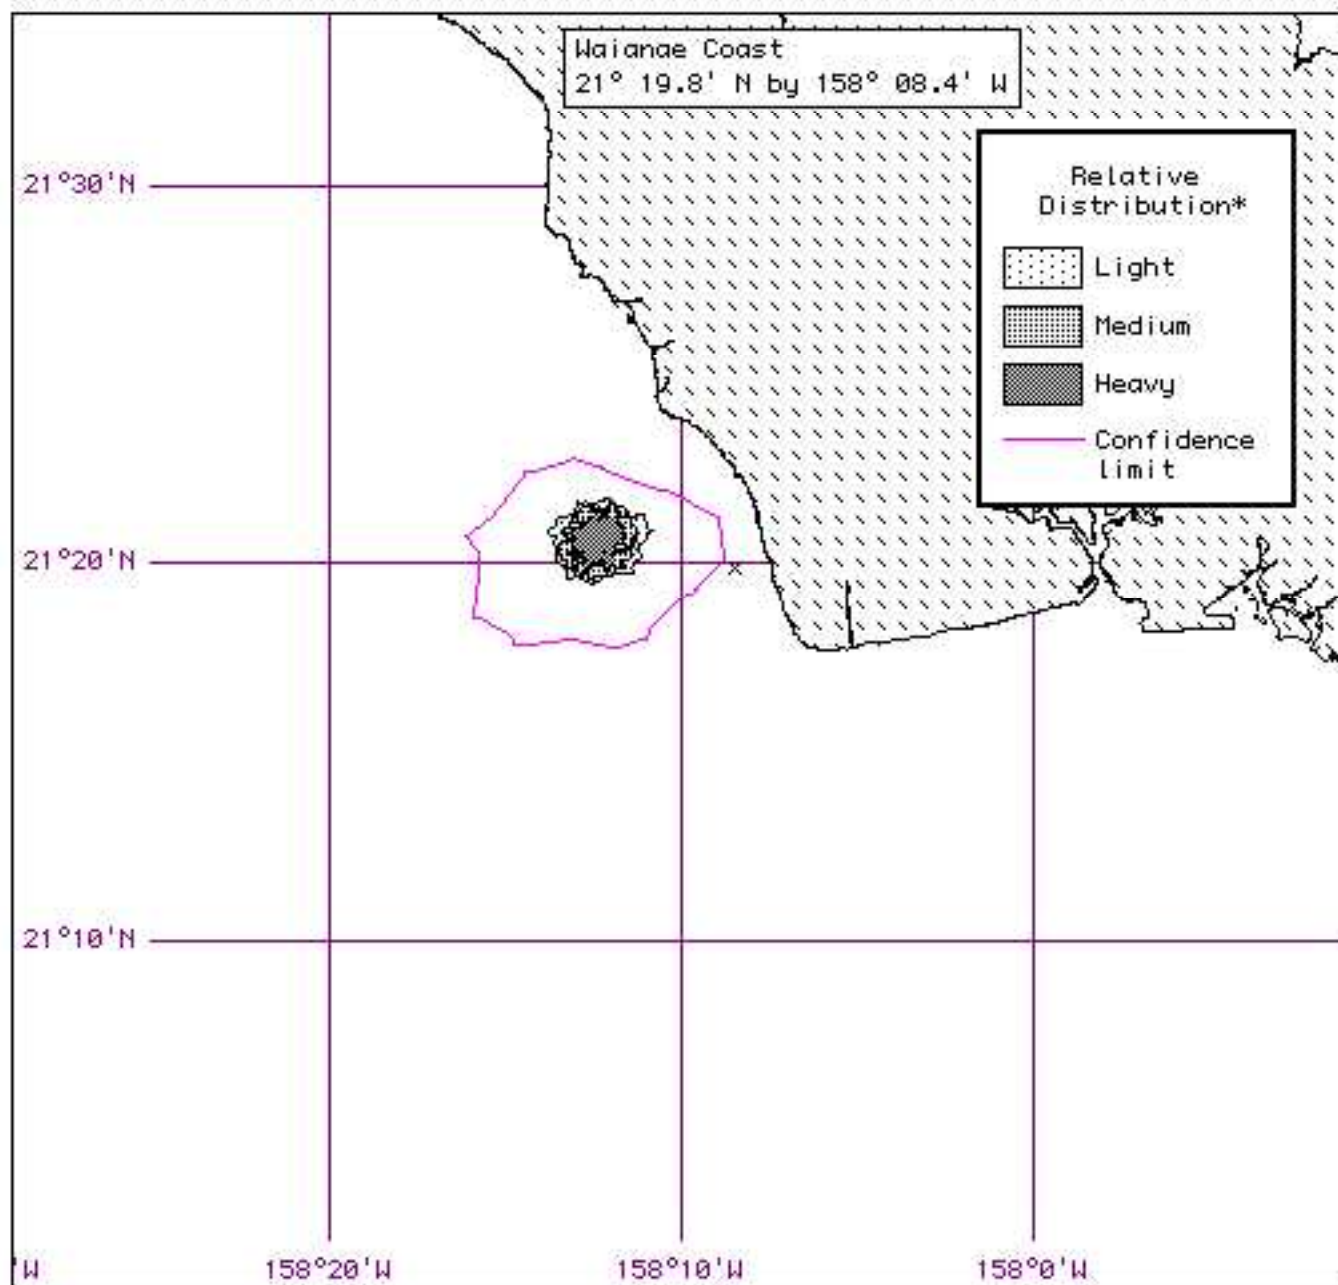 Waianae Coast
21° 19.8' N by 158° 08.4' W
21°30'N
Relative
Distribution*
Light
Medium
Heavy
Confidence
limit
21°20'N
21°10'N
'W
158°20'W
158°10'W
158°0'W